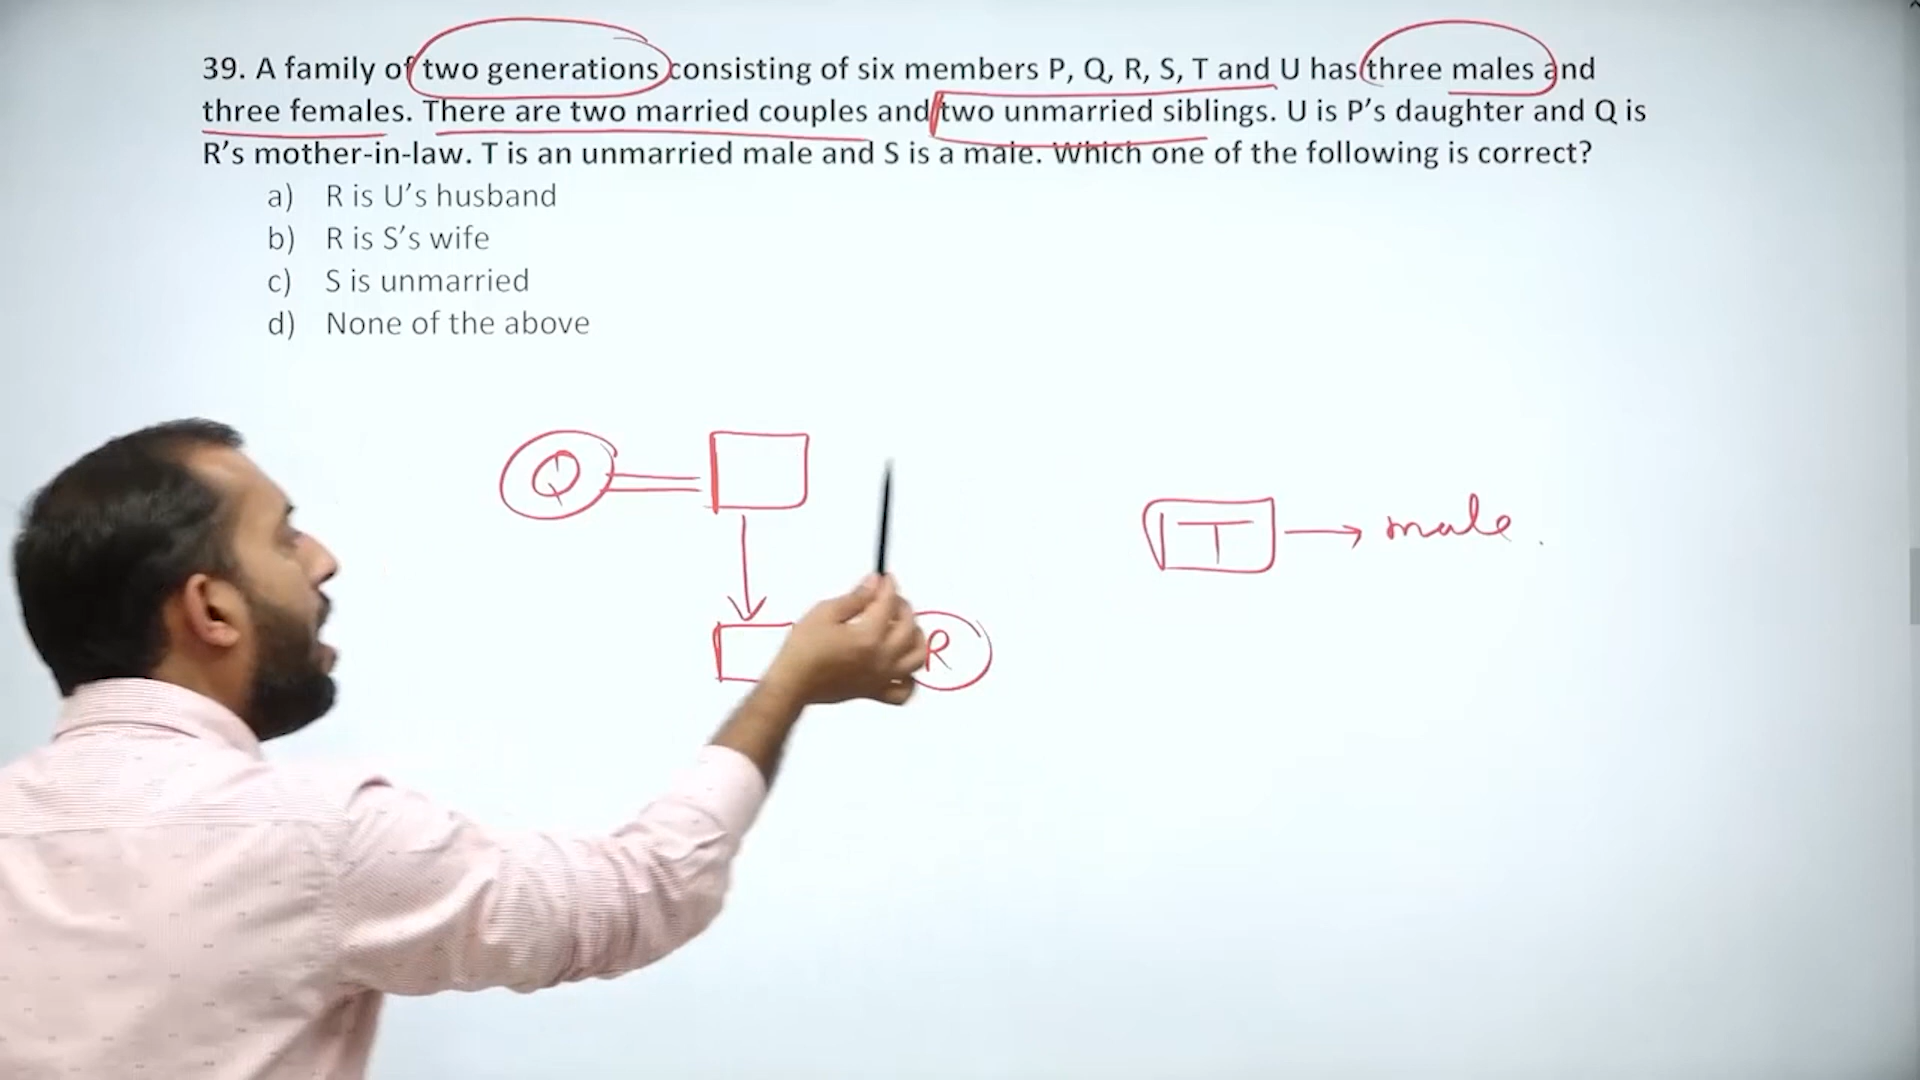 39. A family of two generations consisting of six members P, Q, R, S, T and U has three males and
three females. There are two married couples and two unmarried siblings. U is P’s daughter and Q is
R’s mother-in-law. T is an unmarried male and S is a male. Which one of the following is correct?
a) R is U’s husband
b) R is S’s wife
c) S is unmarried
d) None of the above
Q
T → male.
R